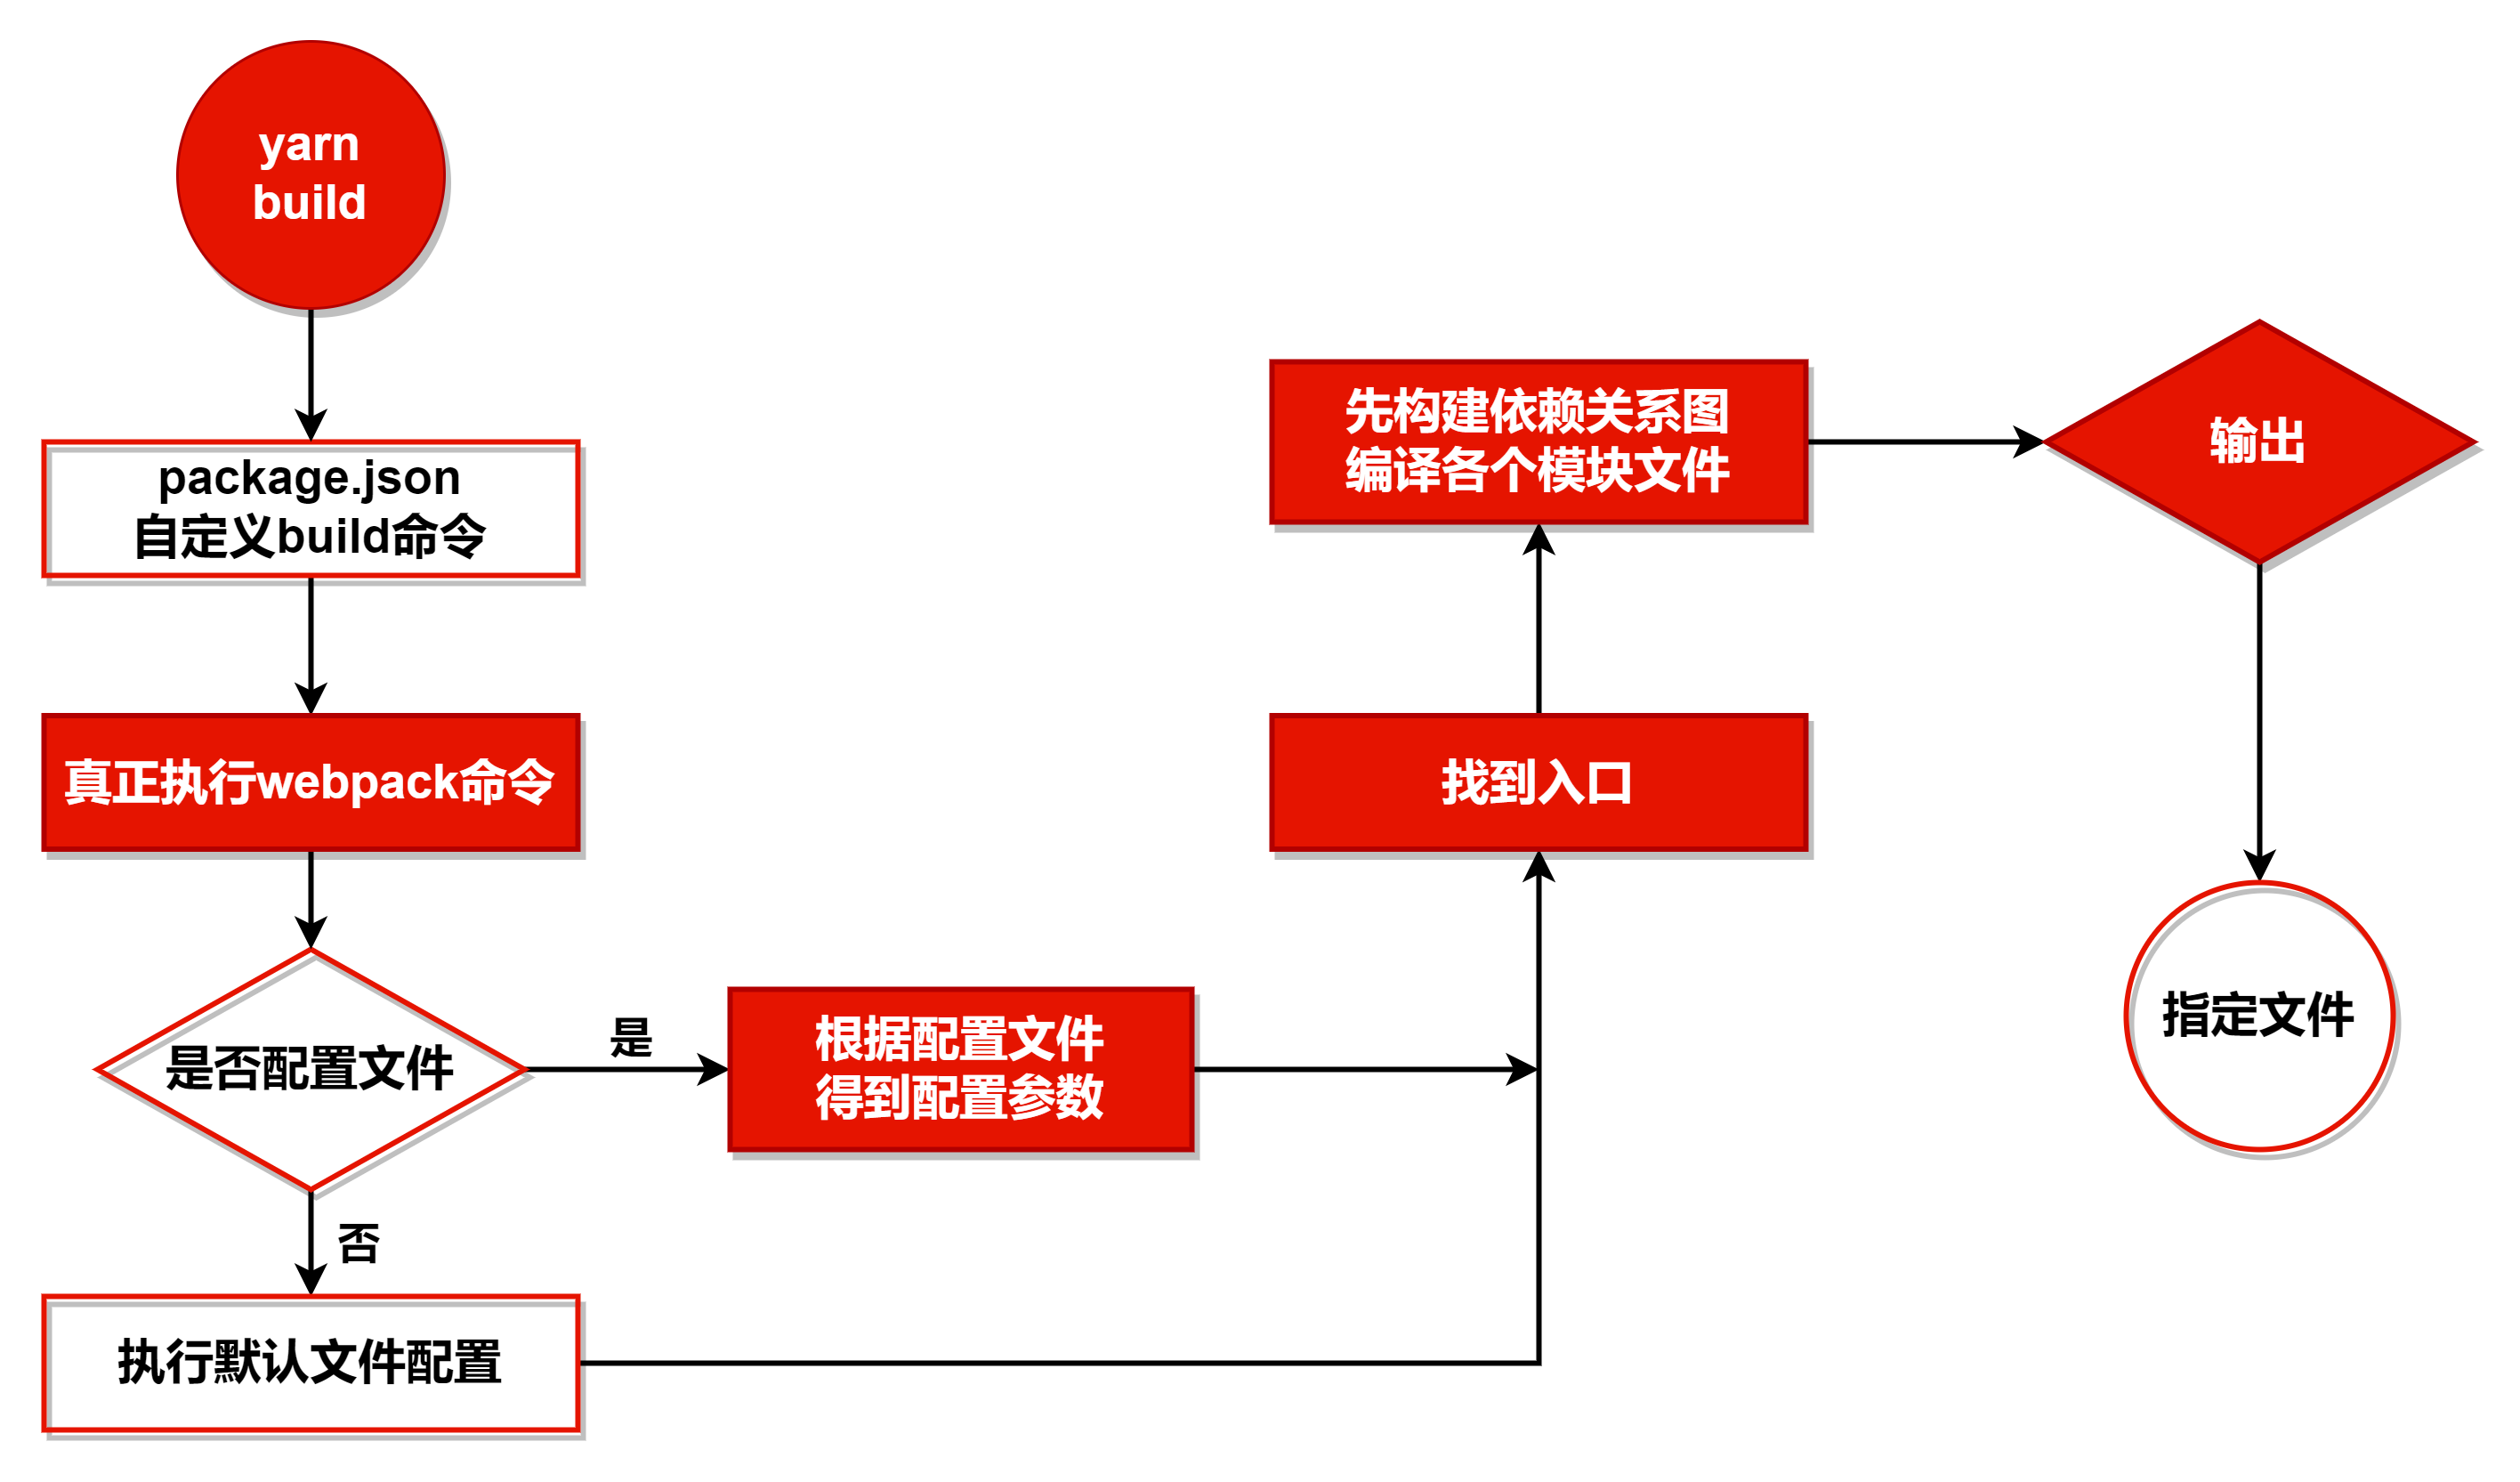 yarn
build
package.json
自定义build命令
真正执行webpack命令
是否配置文件
是
否
执行默认文件配置
根据配置文件
得到配置参数
找到入口
先构建依赖关系图
编译各个模块文件
输出
指定文件